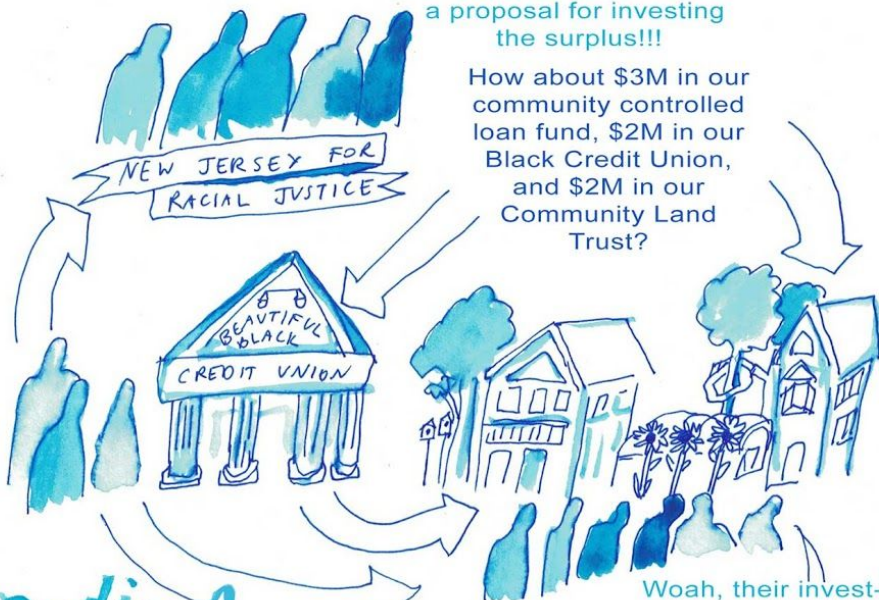 a proposal for investing
the surplus!!!
How about $3M in our
community controlled
loan fund, $2M in our
Black Credit Union,
and $2M in our
Community Land
Trust?
NEW JERSEY FOR
RACIAL JUSTICE
BEAUTIFUL
BLACK
CREDIT UNION
Woah, their invest-